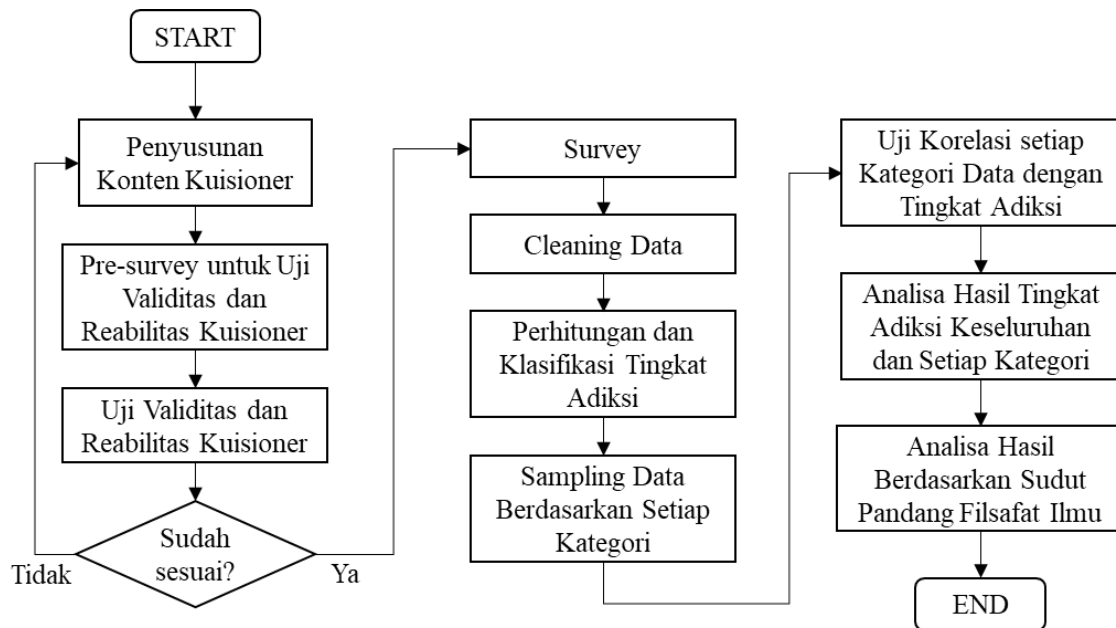 START
Penyusunan
Konten Kuisioner
Pre-survey untuk Uji
Validitas dan
Reabilitas Kuisioner
Uji Validitas dan
Reabilitas Kuisioner
Sudah
sesuai?
Tidak
Ya
Survey
Cleaning Data
Perhitungan dan
Klasifikasi Tingkat
Adiksi
Sampling Data
Berdasarkan Setiap
Kategori
Uji Korelasi setiap
Kategori Data dengan
Tingkat Adiksi
Analisa Hasil Tingkat
Adiksi Keseluruhan
dan Setiap Kategori
Analisa Hasil
Berdasarkan Sudut
Pandang Filsafat Ilmu
END